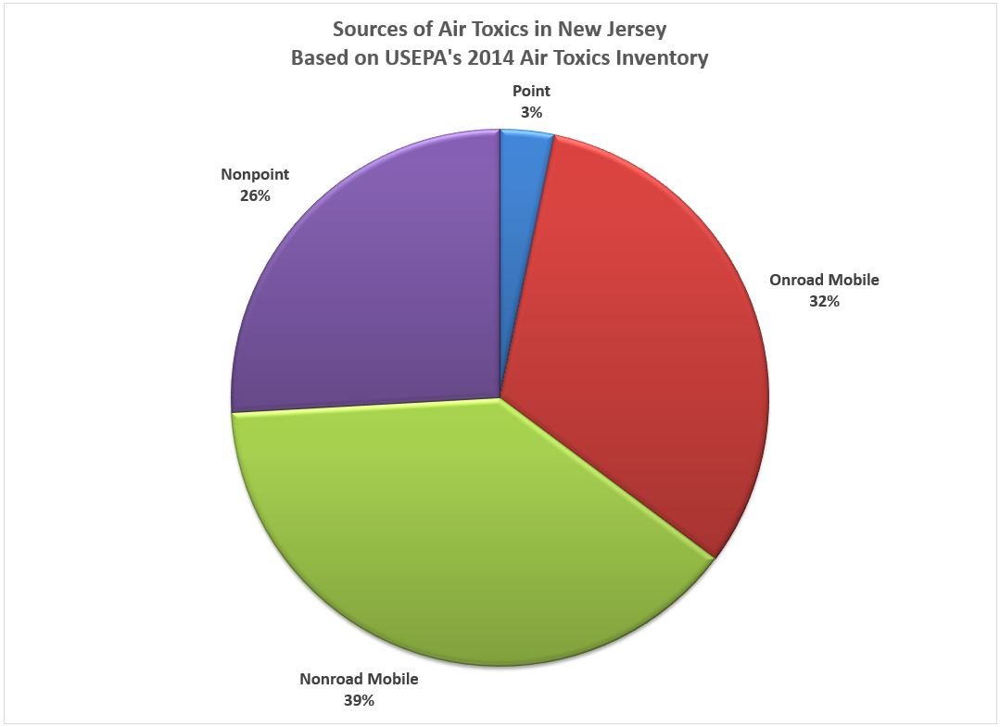 Sources of Air Toxics in New Jersey
Based on USEPA's 2014 Air Toxics Inventory
Point
3%
Nonpoint
26%
Onroad Mobile
32%
Nonroad Mobile
39%